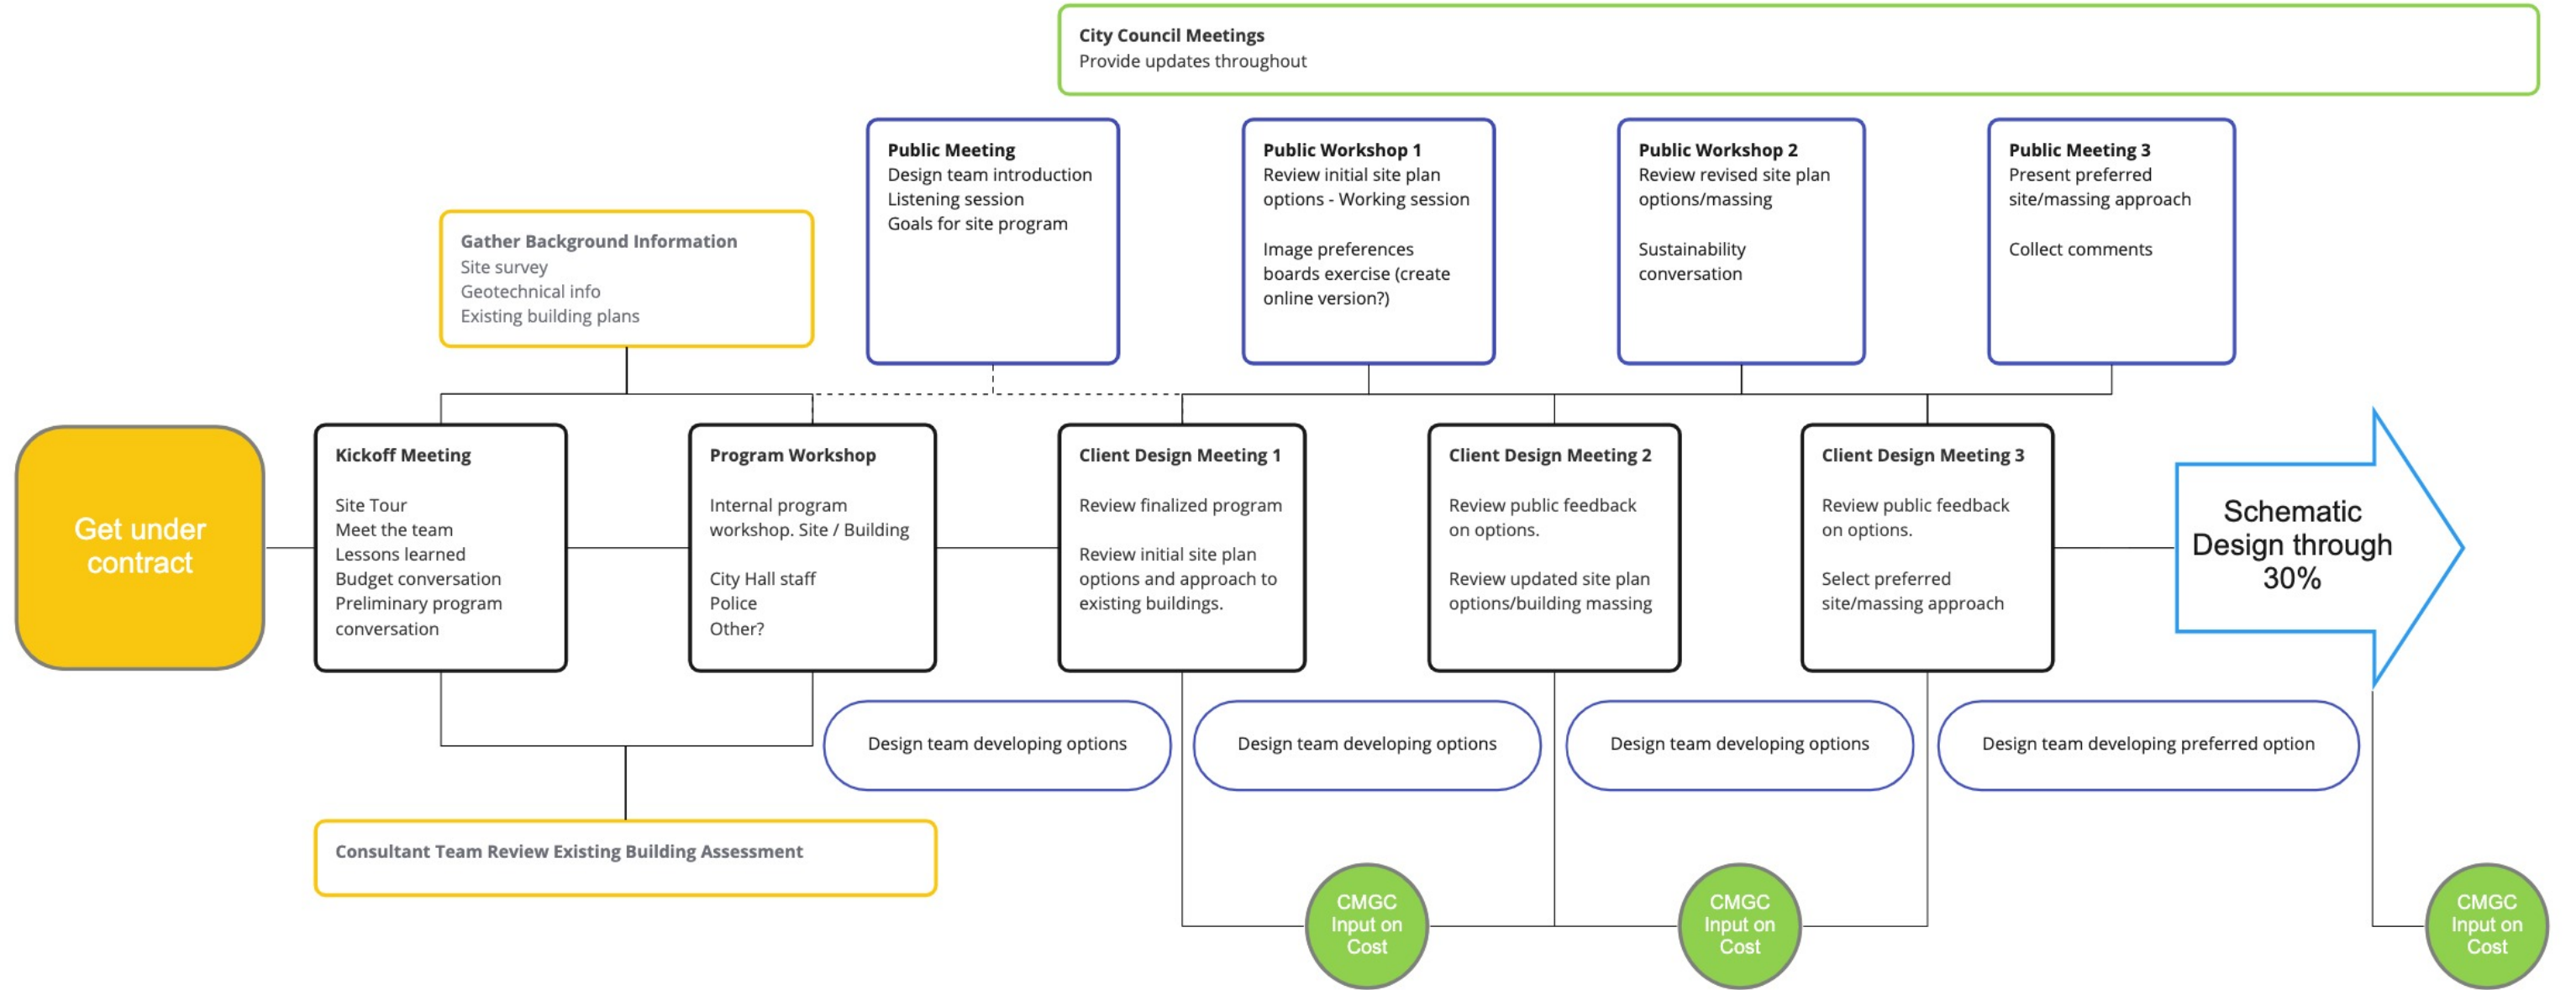 City Council Meetings
Provide updates throughout
Public Meeting
Design team introduction
Listening session
Goals for site program
Public Workshop 1
Review initial site plan
options - Working session
Image preferences
boards exercise (create
online version?)
Public Workshop 2
Review revised site plan
options/massing
Sustainability
conversation
Public Meeting 3
Present preferred
site/massing approach
Collect comments
Gather Background Information
Site survey
Geotechnical info
Existing building plans
Get under
contract
Kickoff Meeting
Site Tour
Meet the team
Lessons learned
Budget conversation
Preliminary program
conversation
Program Workshop
Internal program
workshop. Site / Building
City Hall staff
Police
Other?
Client Design Meeting 1
Review finalized program
Review initial site plan
options and approach to
existing buildings.
Client Design Meeting 2
Review public feedback
on options.
Review updated site plan
options/building massing
Client Design Meeting 3
Review public feedback
on options.
Select preferred
site/massing approach
Schematic
Design through
30%
Design team developing options
Design team developing options
Design team developing options
Design team developing preferred option
Consultant Team Review Existing Building Assessment
CMGC
Input on
Cost
CMGC
Input on
Cost
CMGC
Input on
Cost